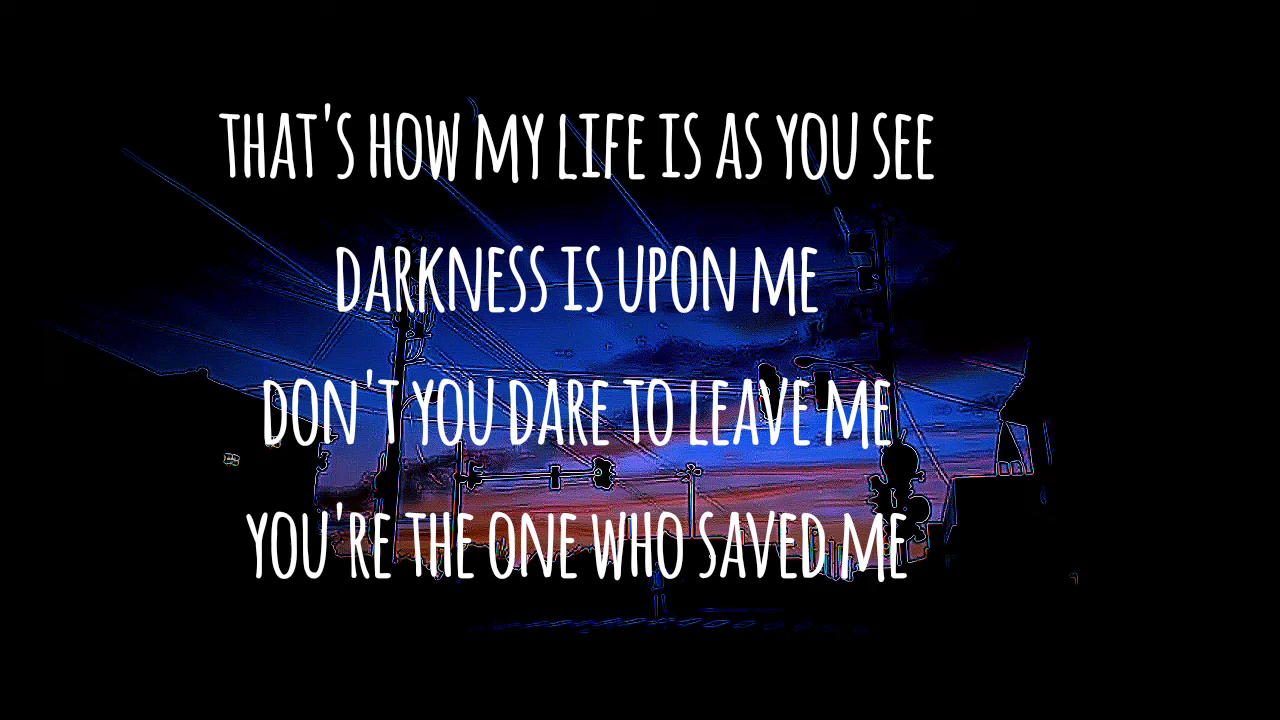 THAT'S HOW MY LIFE IS AS YOU SEE
DARKNESS IS UPON ME
DON'T YOU DARE TO LEAVE ME
YOU'RE THE ONE WHO SAVED ME